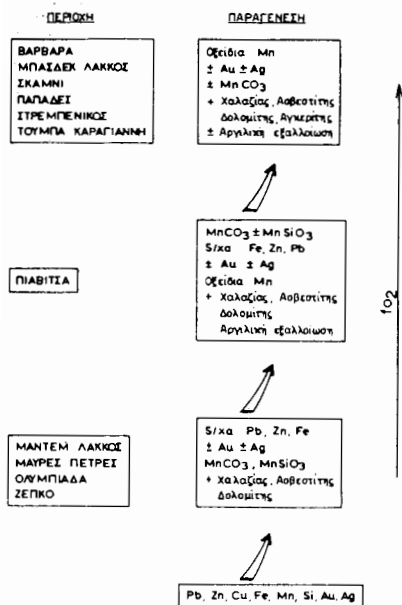 ΠΕΡΙΟΧΗ
ΠΑΡΑΓΕΝΕΣΗ
ΒΑΡΒΑΡΑ
ΜΠΑΣΔΕΚ ΛΑΚΚΟΣ
ΣΚΑΜΝΙ
ΠΑΠΑΔΕΣ
ΣΤΡΕΜΠΕΝΙΚΟΣ
ΤΟΥΜΠΑ ΚΑΡΑΓΙΑΝΝΗ
Οξείδια Mn
± Au ± Ag
± MnCO3
+ Χαλαζίας, Ασβεστίτης
Δολομίτης, Αγκερίτης
± Αργιλική εξαλλοίωση
ΠΙΑΒΙΤΣΑ
MnCO3 ± MnSiO3
S/χα Fe, Zn, Pb
± Au ± Ag
Οξείδια Mn
+ Χαλαζίας, Ασβεστίτης
Δολομίτης
Αργιλική εξαλλοίωση
fo2
ΜΑΝΤΕΜ ΛΑΚΚΟΣ
ΜΑΥΡΕΣ ΠΕΤΡΕΣ
ΟΛΥΜΠΙΑΔΑ
ΖΕΠΚΟ
S/χα Pb, Zn, Fe
± Au ± Ag
MnCO3, MnSiO3
+ Χαλαζίας, Ασβεστίτης
Δολομίτης
Pb, Zn, Cu, Fe, Mn, Si, Au, Ag